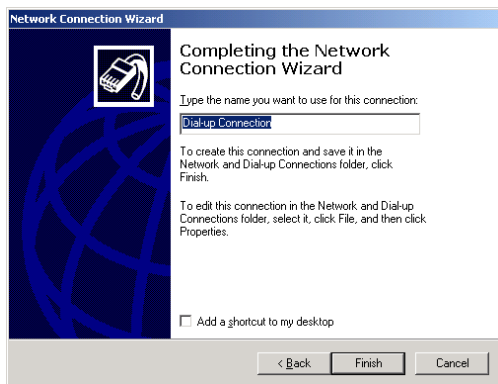 Network Connection Wizard
Completing the Network
Connection Wizard
Type the name you want to use for this connection:
Dial-up Connection
To create this connection and save it in the
Network and Dial-up Connections folder, click
Finish.
To edit this connection in the Network and Dial-up
Connections folder, select it, click File, and then click
Properties.
Add a shortcut to my desktop
< Back
Finish
Cancel